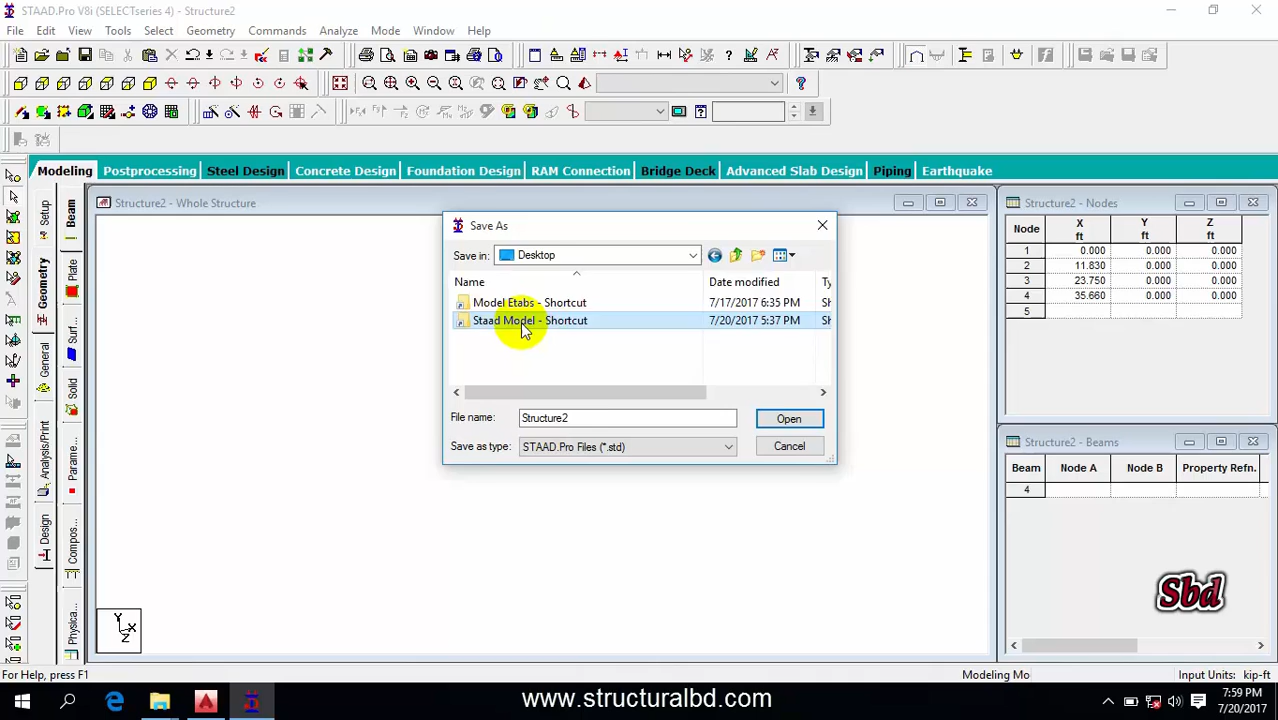 STAAD.Pro V8i (SELECTseries 4) - Structure2
File Edit View Tools Select Geometry Commands Analyze Mode Window Help
Modeling Postprocessing Steel Design Concrete Design Foundation Design RAM Connection Bridge Deck Advanced Slab Design Piping Earthquake
Structure2 - Whole Structure
Setup
Geometry
General
Analysis/Print
Design
Beam
Plate
Surf...
Solid
Parame...
Compos...
Physica...
Save As
Save in: Desktop
Name Date modified Ty
Model Etabs - Shortcut 7/17/2017 6:35 PM Sh
Staad Model - Shortcut 7/20/2017 5:37 PM Sh
File name: Structure2 Open
Save as type: STAAD.Pro Files (*.std) Cancel
Structure2 - Nodes
Node X ft Y ft Z ft
1 0.000 0.000 0.000
2 11.830 0.000 0.000
3 23.750 0.000 0.000
4 35.660 0.000 0.000
5
Structure2 - Beams
Beam Node A Node B Property Refn.
4
Y
X
Z
Sbd
For Help, press F1 Modeling Mo Input Units: kip-ft
www.structuralbd.com
7:59 PM
7/20/2017